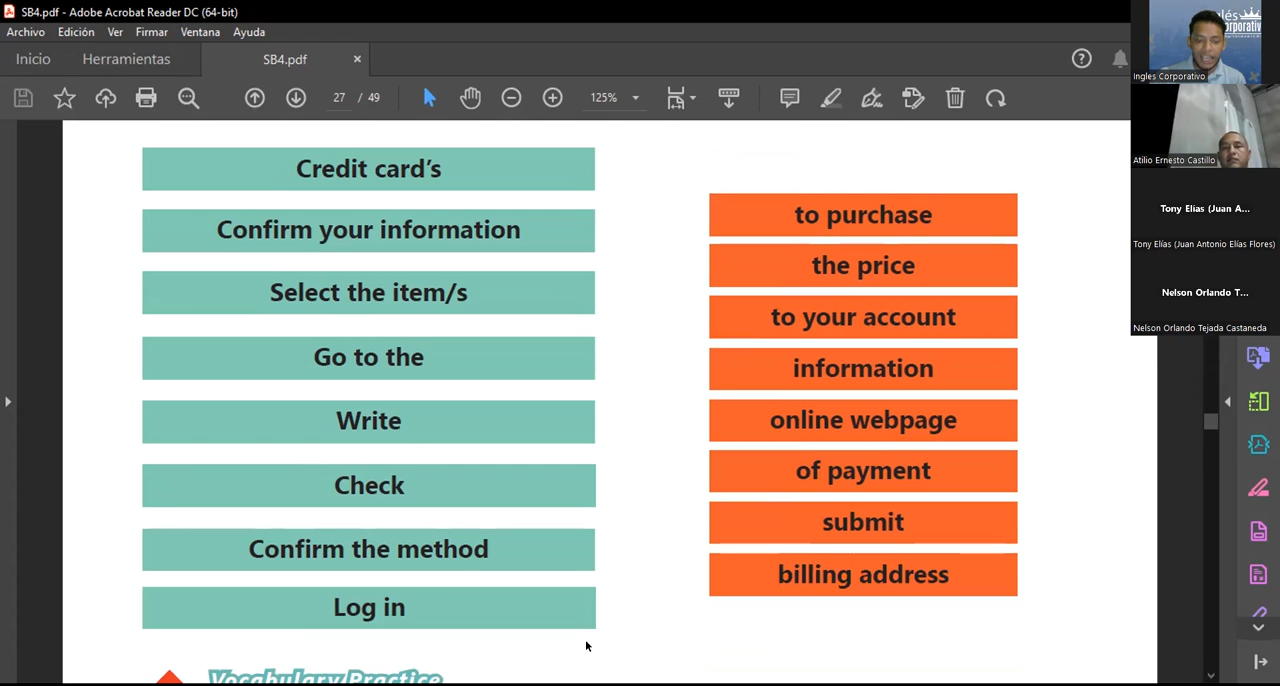 SB4.pdf - Adobe Acrobat Reader DC (64-bit)
Archivo Edición Ver Firmar Ventana Ayuda
Inicio Herramientas SB4.pdf ×
27 / 49 125%
Credit card's
Confirm your information
Select the item/s
Go to the
Write
Check
Confirm the method
Log in
to purchase
the price
to your account
information
online webpage
of payment
submit
billing address
Vocabulary Practice
Ingles Corporativo
Atilio Ernesto Castillo
Tony Elias (Juan A...
Tony Elías (Juan Antonio Elías Flores)
Nelson Orlando T...
Nelson Orlando Tejada Castaneda